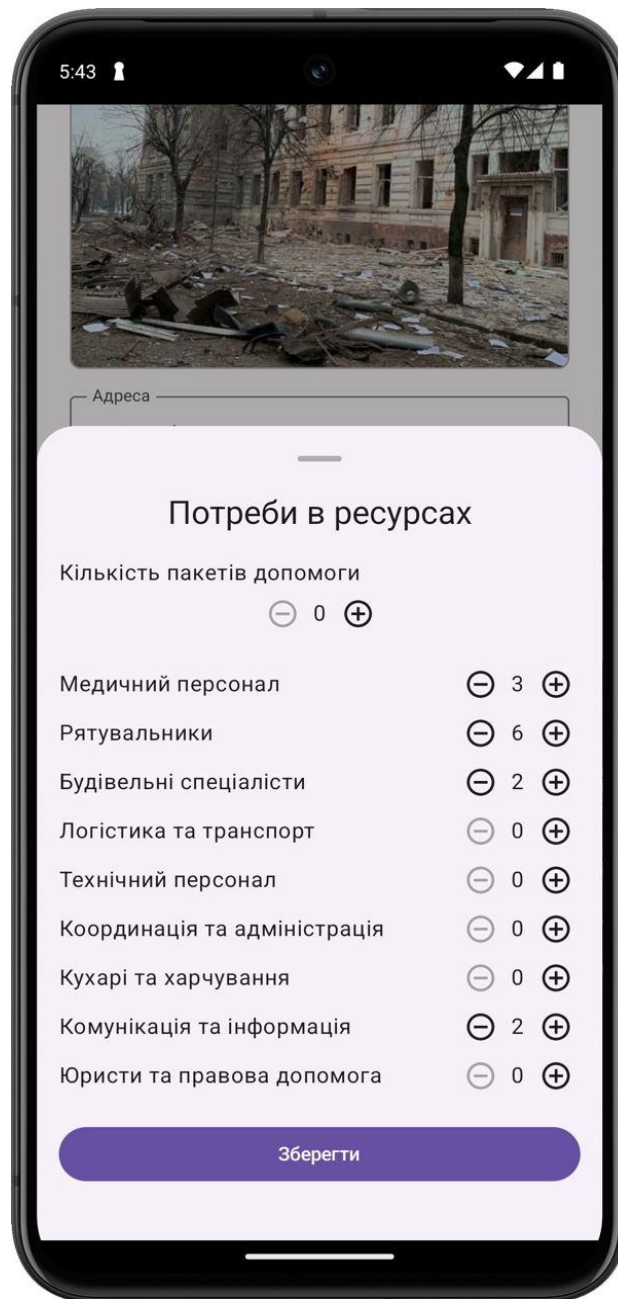 5:43
Адреса
Потреби в ресурсах
Кількість пакетів допомоги
0
Медичний персонал 3
Рятувальники 6
Будівельні спеціалісти 2
Логістика та транспорт 0
Технічний персонал 0
Координація та адміністрація 0
Кухарі та харчування 0
Комунікація та інформація 2
Юристи та правова допомога 0
Зберегти